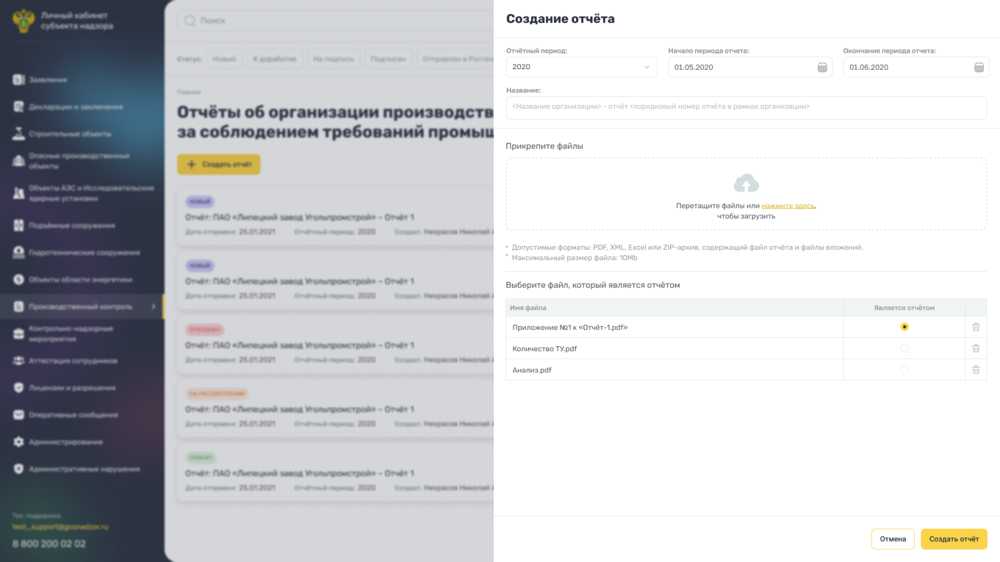 Личный кабинет
субъекта надзора
Заявления
Декларации и заключения
Строительные объекты
Опасные производственные
объекты
Объекты АЭС и Исследовательские
ядерные установки
Подъёмные сооружения
Гидротехнические сооружения
Объекты области энергетики
Производственный контроль
Контрольно-надзорные
мероприятия
Аттестация сотрудников
Лицензии и разрешения
Оперативные сообщения
Администрирование
Административные нарушения
Тех. поддержка:
test_support@gosnadzor.ru
8 800 200 02 02
Поиск
Статус: Новый К доработке На подпись Подписан Отправлен в Ростех
Главная
Отчёты об организации производств
за соблюдением требований промыш
Создать отчёт
НОВЫЙ
Отчёт: ПАО «Липецкий завод Угольпромстрой» – Отчёт 1
Дата отправки: 25.01.2021 Отчётный период: 2020 Создал: Некрасов Николай А
НОВЫЙ
Отчёт: ПАО «Липецкий завод Угольпромстрой» – Отчёт 1
Дата отправки: 25.01.2021 Отчётный период: 2020 Создал: Некрасов Николай А
ОТКЛОНЕН
Отчёт: ПАО «Липецкий завод Угольпромстрой» – Отчёт 1
Дата отправки: 25.01.2021 Отчётный период: 2020 Создал: Некрасов Николай А
НА РАССМОТРЕНИИ
Отчёт: ПАО «Липецкий завод Угольпромстрой» – Отчёт 1
Дата отправки: 25.01.2021 Отчётный период: 2020 Создал: Некрасов Николай А
ПРИНЯТ
Отчёт: ПАО «Липецкий завод Угольпромстрой» – Отчёт 1
Дата отправки: 25.01.2021 Отчётный период: 2020 Создал: Некрасов Николай А
Создание отчёта
Отчётный период: Начало периода отчета: Окончание периода отчета:
2020 01.05.2020 01.06.2020
Название:
<Название организации> - отчёт <порядковый номер отчёта в рамках организации>
Прикрепите файлы
Перетащите файлы или нажмите здесь,
чтобы загрузить
* Допустимые форматы: PDF, XML, Excel или ZIP-архив, содержащий файл отчёта и файлы вложений.
* Максимальный размер файла: 10Mb
Выберите файл, который является отчётом
Имя файла Является отчётом
Приложение №1 к «Отчёт-1.pdf»
Количество ТУ.pdf
Анализ.pdf
Отмена Создать отчёт